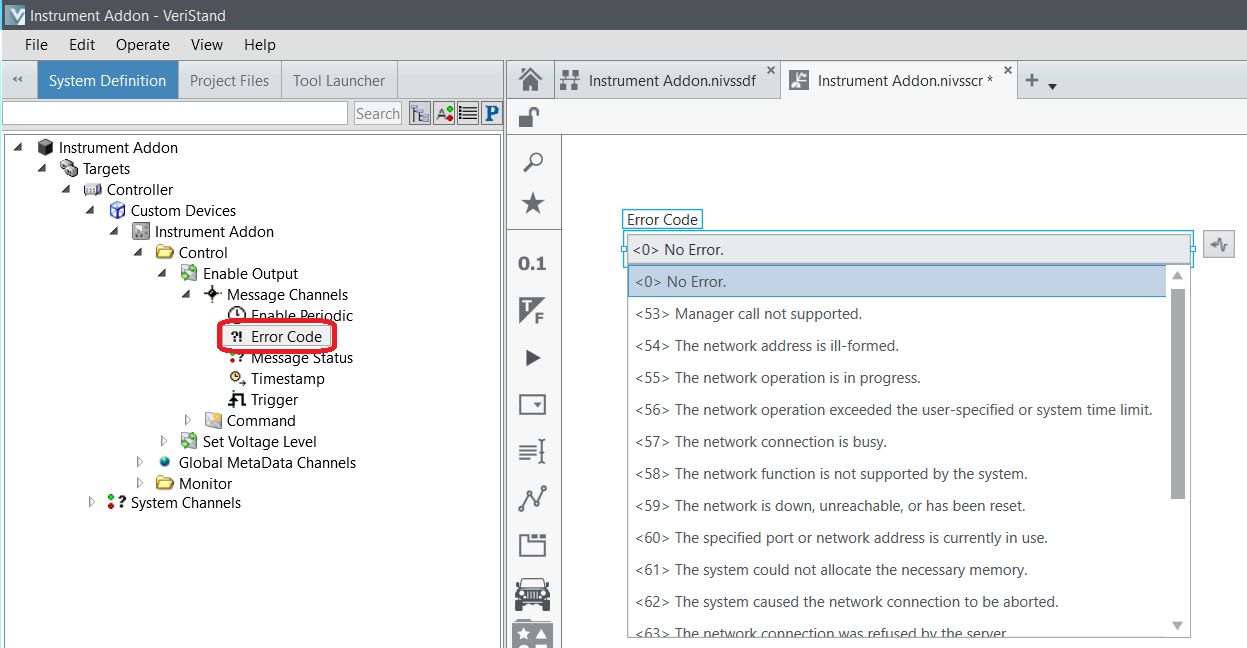 Instrument Addon - VeriStand
File Edit Operate View Help
System Definition Project Files Tool Launcher
Instrument Addon.nivssdf Instrument Addon.nivsscr *
Search
A
P
Instrument Addon
Targets
Controller
Custom Devices
Instrument Addon
Control
Enable Output
Message Channels
Enable Periodic
?! Error Code
Message Status
Timestamp
Trigger
Command
Set Voltage Level
Global MetaData Channels
Monitor
System Channels
0.1
T/F
Error Code
<0> No Error.
<0> No Error.
<53> Manager call not supported.
<54> The network address is ill-formed.
<55> The network operation is in progress.
<56> The network operation exceeded the user-specified or system time limit.
<57> The network connection is busy.
<58> The network function is not supported by the system.
<59> The network is down, unreachable, or has been reset.
<60> The specified port or network address is currently in use.
<61> The system could not allocate the necessary memory.
<62> The system caused the network connection to be aborted.
<63> The network connection was refused by the server.